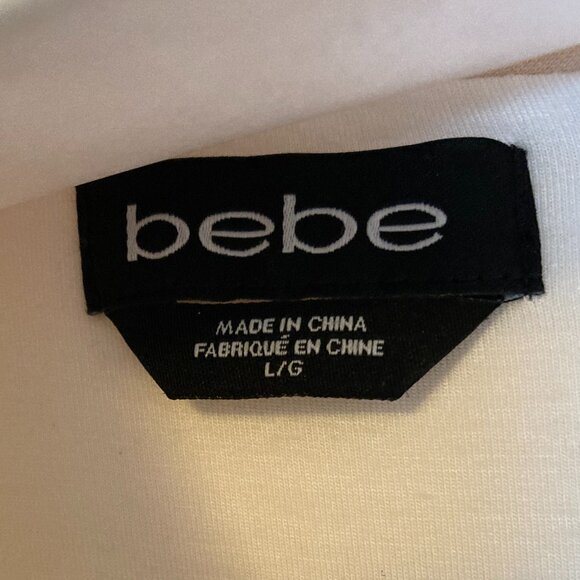 bebe
MADE IN CHINA
FABRIQUÉ EN CHINE
L/G